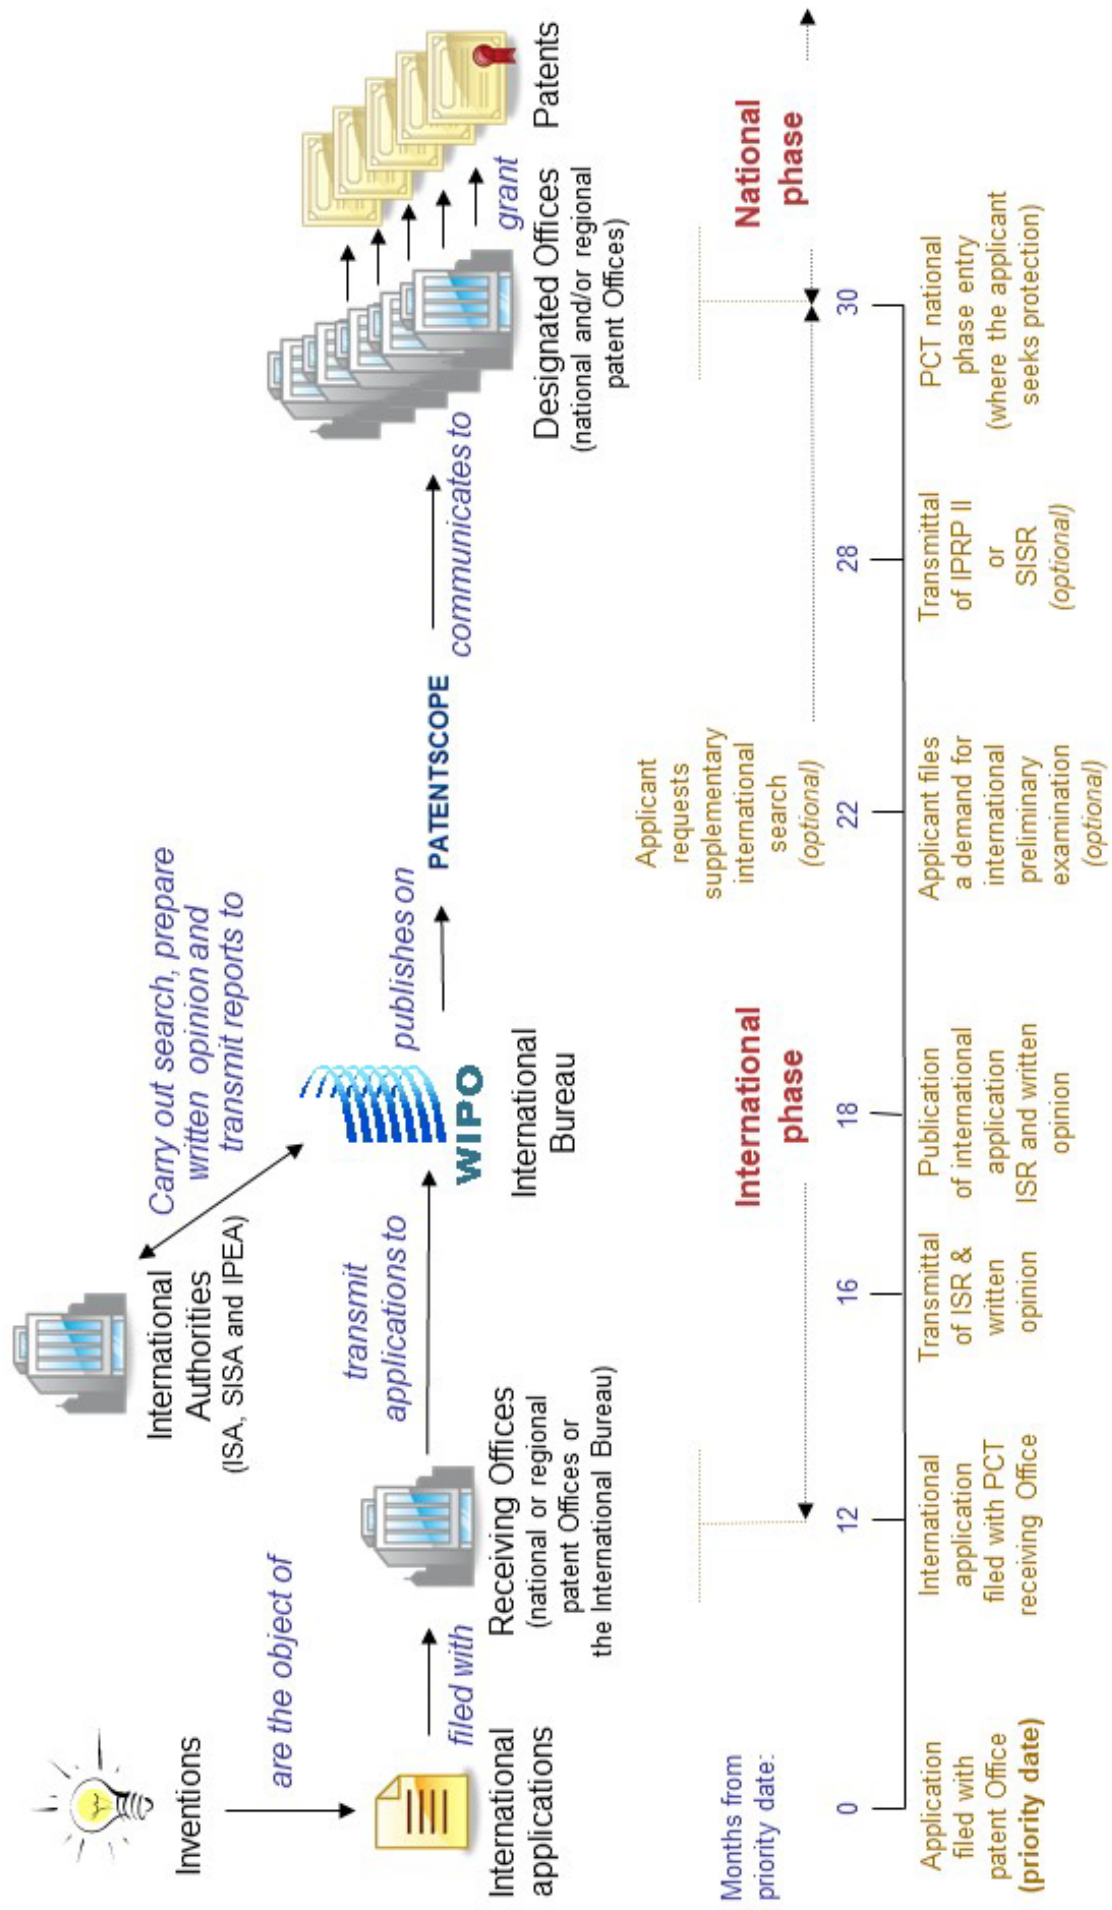 Inventions
are the object of
International
applications
filed with
Receiving Offices
(national or regional
patent Offices or
the International Bureau)
transmit
applications to
International
Authorities
(ISA, SISA and IPEA)
Carry out search, prepare
written opinion and
transmit reports to
WIPO
International
Bureau
publishes on
PATENTSCOPE
communicates to
Designated Offices
(national and/or regional
patent Offices)
grant
Patents
International
phase
National
phase
Applicant
requests
supplementary
international
search
(optional)
Months from
priority date:
0
12
16
18
22
28
30
Application
filed with
patent Office
(priority date)
International
application
filed with PCT
receiving Office
Transmittal
of ISR &
written
opinion
Publication
of international
application
ISR and written
opinion
Applicant files
a demand for
international
preliminary
examination
(optional)
Transmittal
of IPRP II
or
SISR
(optional)
PCT national
phase entry
(where the applicant
seeks protection)